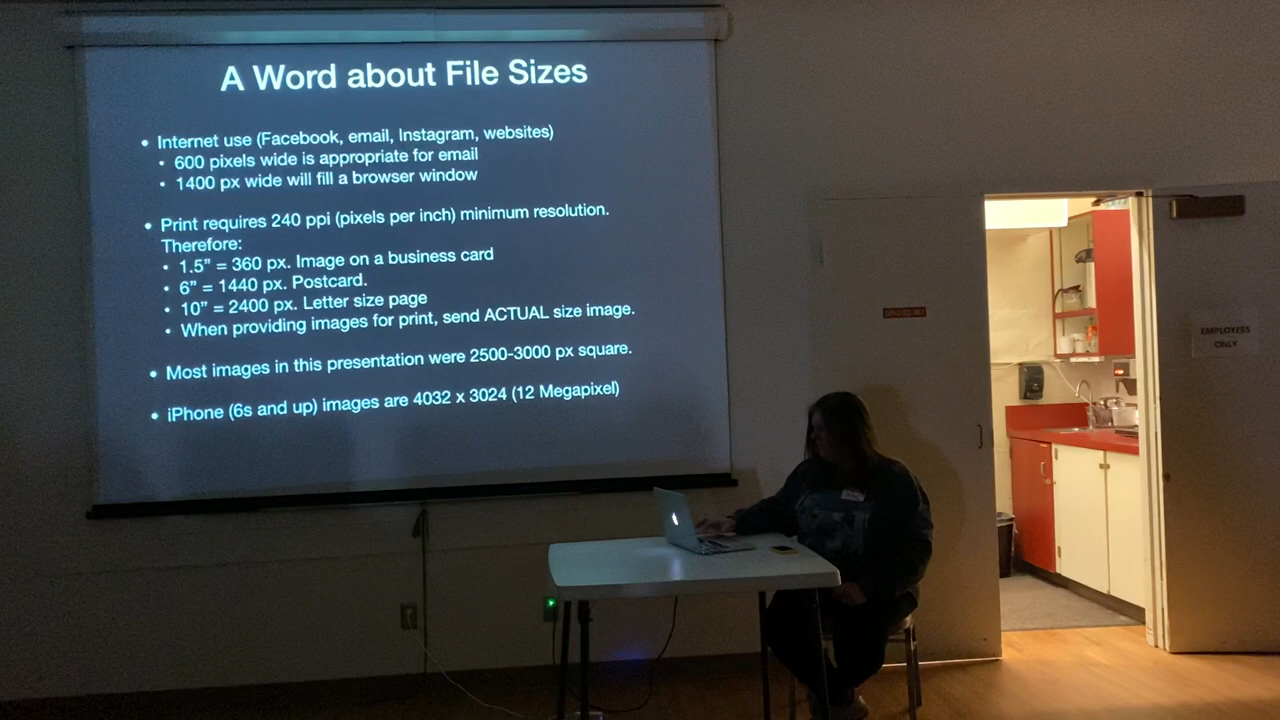 A Word about File Sizes
• Internet use (Facebook, email, Instagram, websites)
• 600 pixels wide is appropriate for email
• 1400 px wide will fill a browser window
• Print requires 240 ppi (pixels per inch) minimum resolution.
Therefore:
• 1.5” = 360 px. Image on a business card
• 6” = 1440 px. Postcard.
• 10” = 2400 px. Letter size page
• When providing images for print, send ACTUAL size image.
• Most images in this presentation were 2500-3000 px square.
• iPhone (6s and up) images are 4032 x 3024 (12 Megapixel)
EMPLOYEES
ONLY